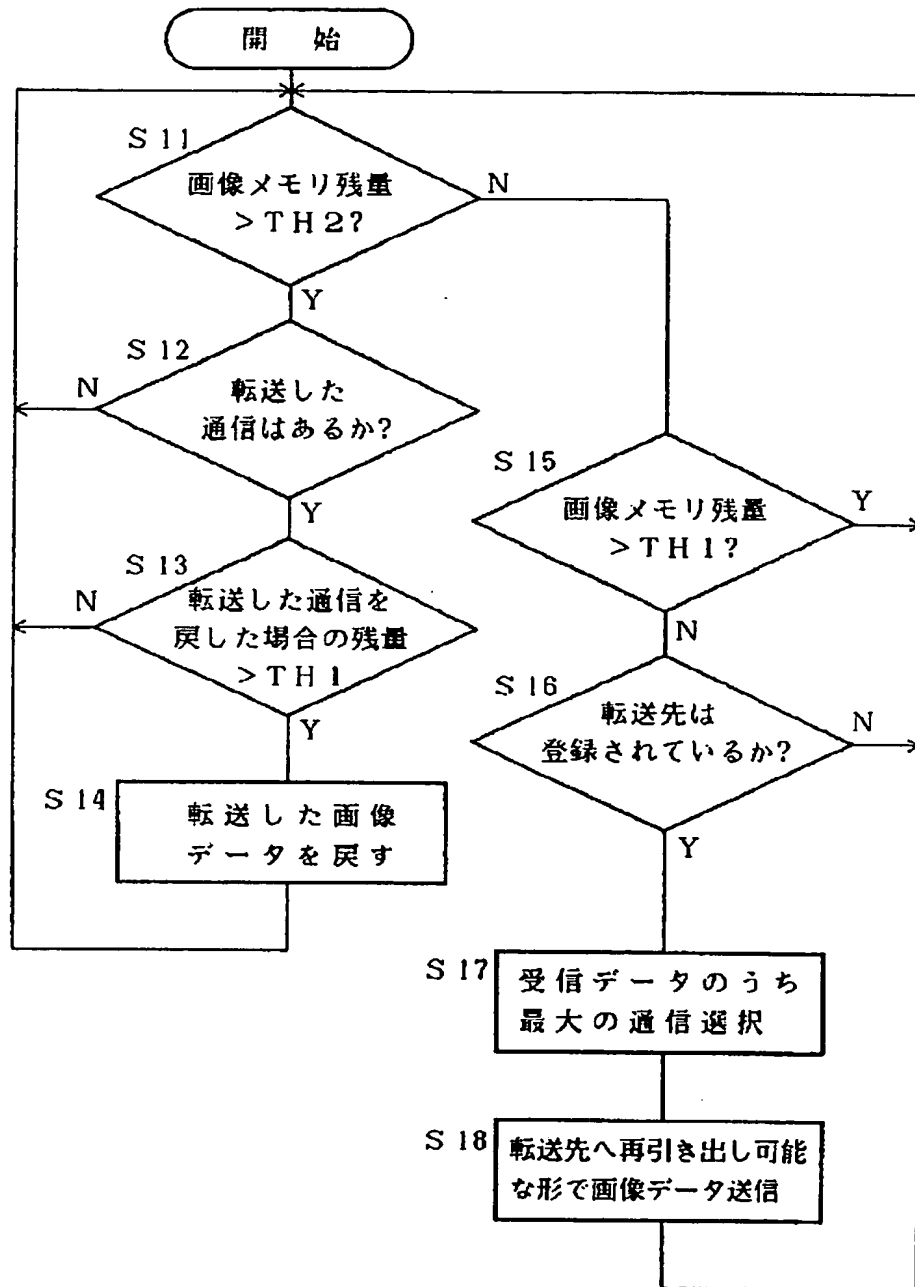 開始
S11
画像メモリ残量
>TH2?
N
Y
S12
転送した
通信はあるか?
N
Y
S13
転送した通信を
戻した場合の残量
>TH1
N
Y
S14
転送した画像
データを戻す
S15
画像メモリ残量
>TH1?
Y
N
S16
転送先は
登録されているか?
N
Y
S17
受信データのうち
最大の通信選択
S18
転送先へ再引き出し可能
な形で画像データ送信